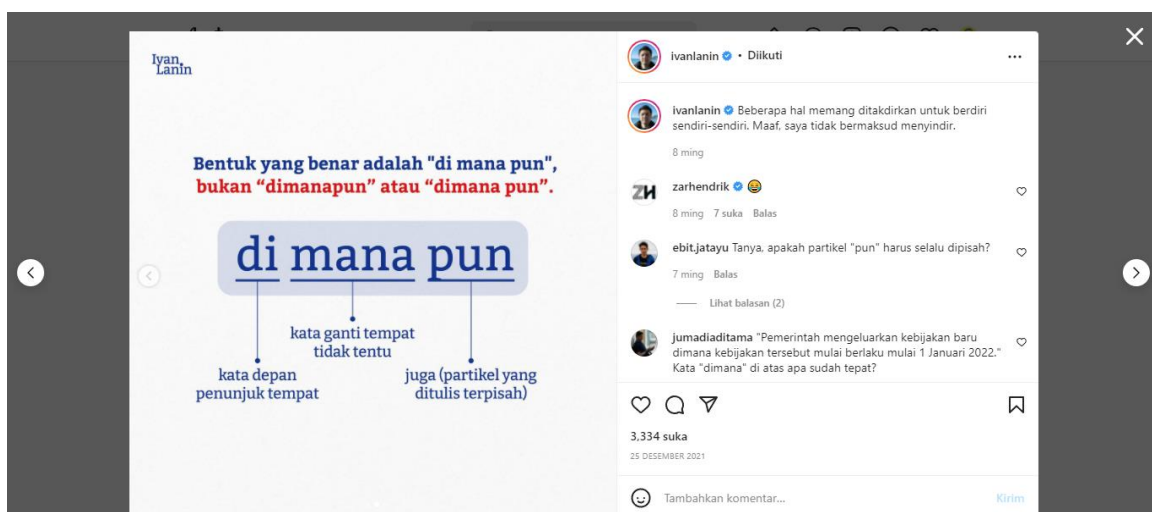 Ivan
Lanin
Bentuk yang benar adalah "di mana pun",
bukan “dimanapun” atau “dimana pun”.
di mana pun
kata ganti tempat
tidak tentu
kata depan
penunjuk tempat
juga (partikel yang
ditulis terpisah)
ivanlanin • Diikuti
ivanlanin Beberapa hal memang ditakdirkan untuk berdiri
sendiri-sendiri. Maaf, saya tidak bermaksud menyindir.
8 ming
ZH
zarhendrik 😂
8 ming 7 suka Balas
ebit.jatayu Tanya, apakah partikel "pun" harus selalu dipisah?
7 ming Balas
Lihat balasan (2)
jumadiaditama "Pemerintah mengeluarkan kebijakan baru
dimana kebijakan tersebut mulai berlaku mulai 1 Januari 2022."
Kata "dimana" di atas apa sudah tepat?
3,334 suka
25 DESEMBER 2021
Tambahkan komentar...
Kirim